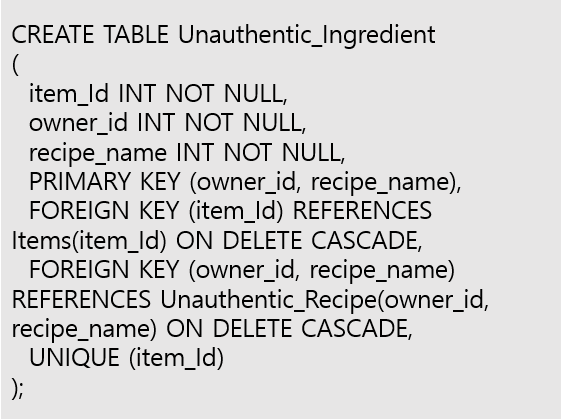 CREATE TABLE Unauthentic_Ingredient
(
item_Id INT NOT NULL,
owner_id INT NOT NULL,
recipe_name INT NOT NULL,
PRIMARY KEY (owner_id, recipe_name),
FOREIGN KEY (item_Id) REFERENCES
Items(item_Id) ON DELETE CASCADE,
FOREIGN KEY (owner_id, recipe_name)
REFERENCES Unauthentic_Recipe(owner_id,
recipe_name) ON DELETE CASCADE,
UNIQUE (item_Id)
);